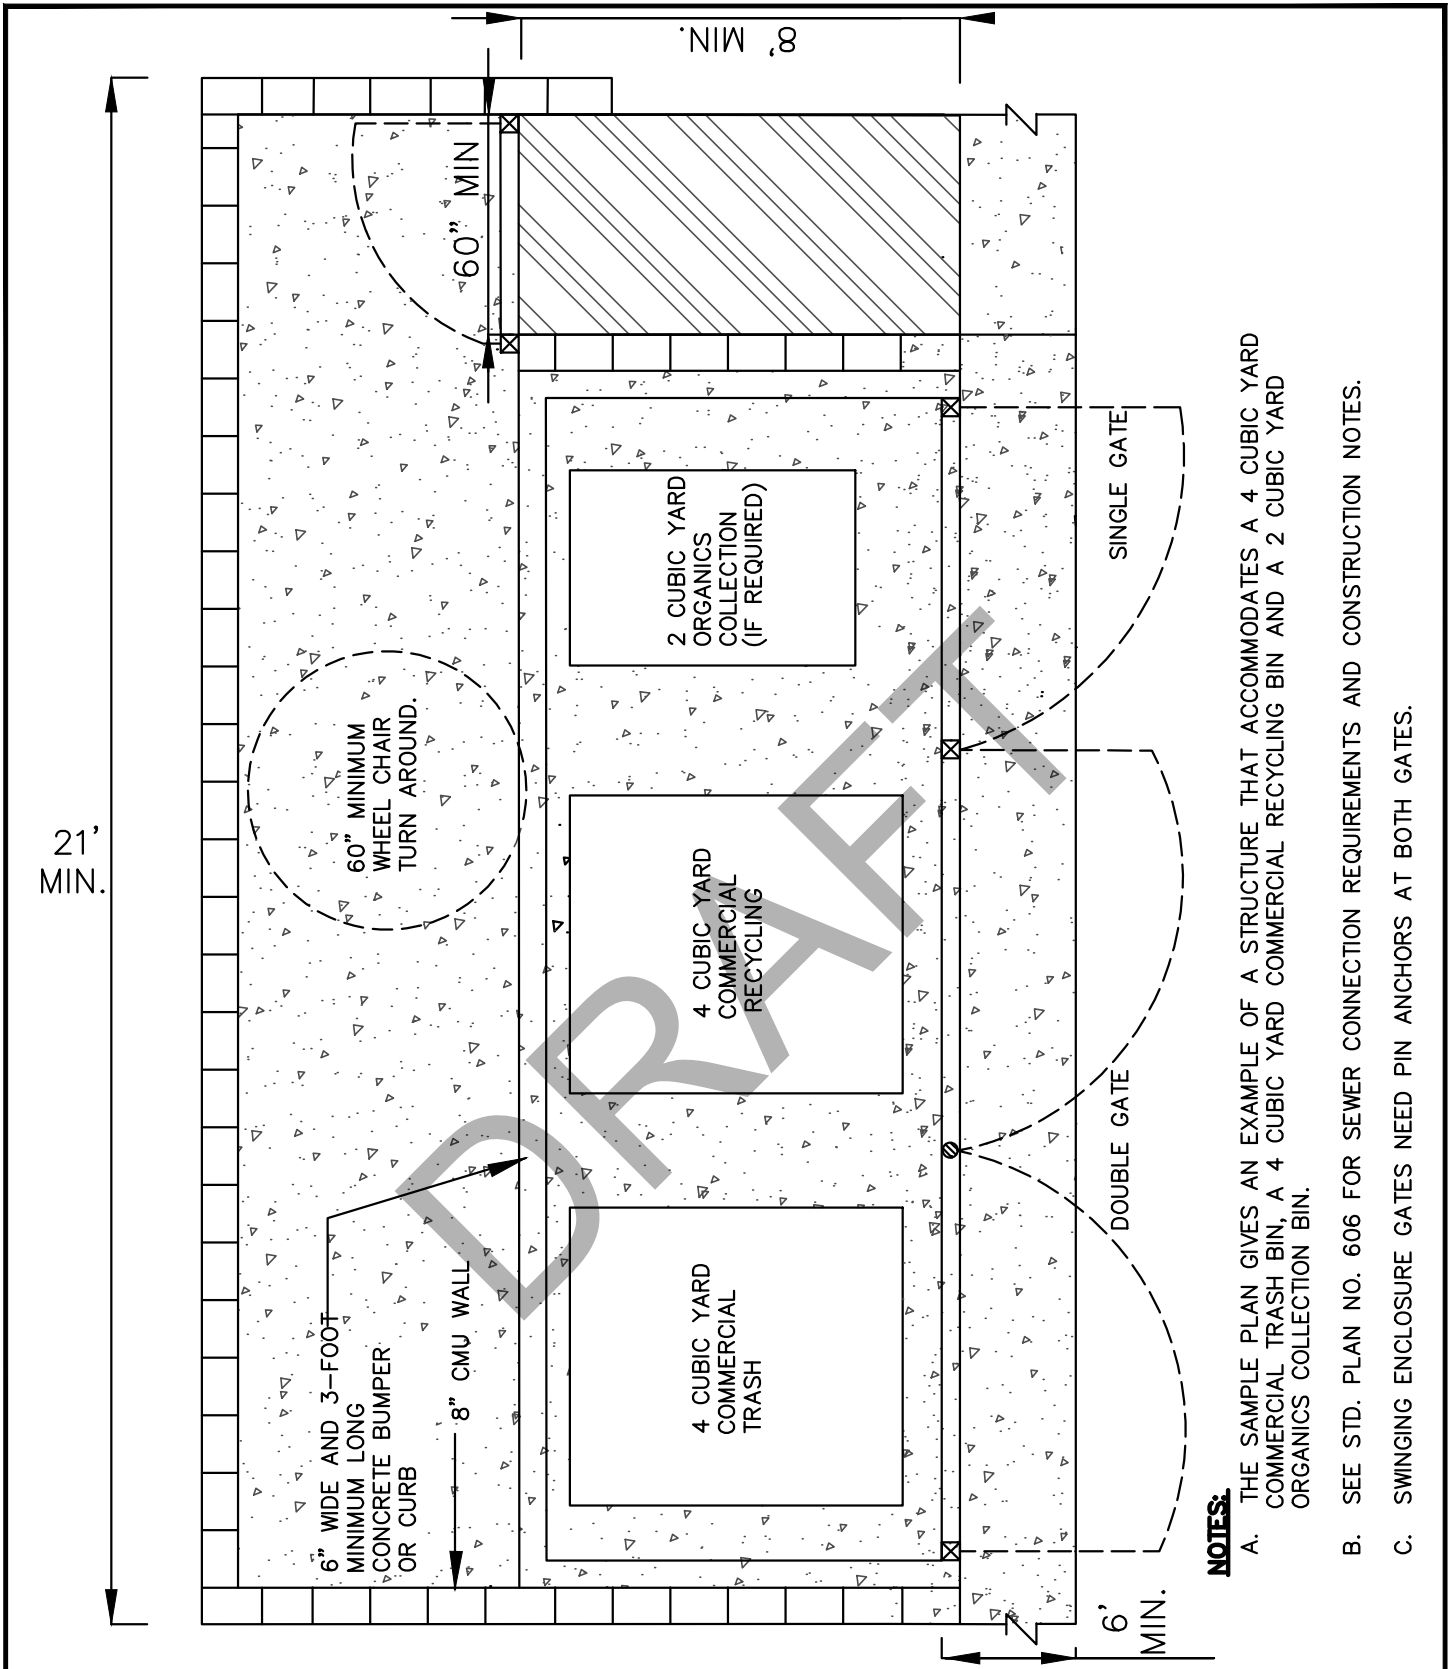 21'
MIN.
8' MIN.
60" MIN
60" MINIMUM
WHEEL CHAIR
TURN AROUND.
6" WIDE AND 3-FOOT
MINIMUM LONG
CONCRETE BUMPER
OR CURB
8" CMU WALL
4 CUBIC YARD
COMMERCIAL
TRASH
4 CUBIC YARD
COMMERCIAL
RECYCLING
2 CUBIC YARD
ORGANICS
COLLECTION
(IF REQUIRED)
DRAFT
DOUBLE GATE
SINGLE GATE
6'
MIN.
NOTES:
A. THE SAMPLE PLAN GIVES AN EXAMPLE OF A STRUCTURE THAT ACCOMMODATES A 4 CUBIC YARD
COMMERCIAL TRASH BIN, A 4 CUBIC YARD COMMERCIAL RECYCLING BIN AND A 2 CUBIC YARD
ORGANICS COLLECTION BIN.
B. SEE STD. PLAN NO. 606 FOR SEWER CONNECTION REQUIREMENTS AND CONSTRUCTION NOTES.
C. SWINGING ENCLOSURE GATES NEED PIN ANCHORS AT BOTH GATES.